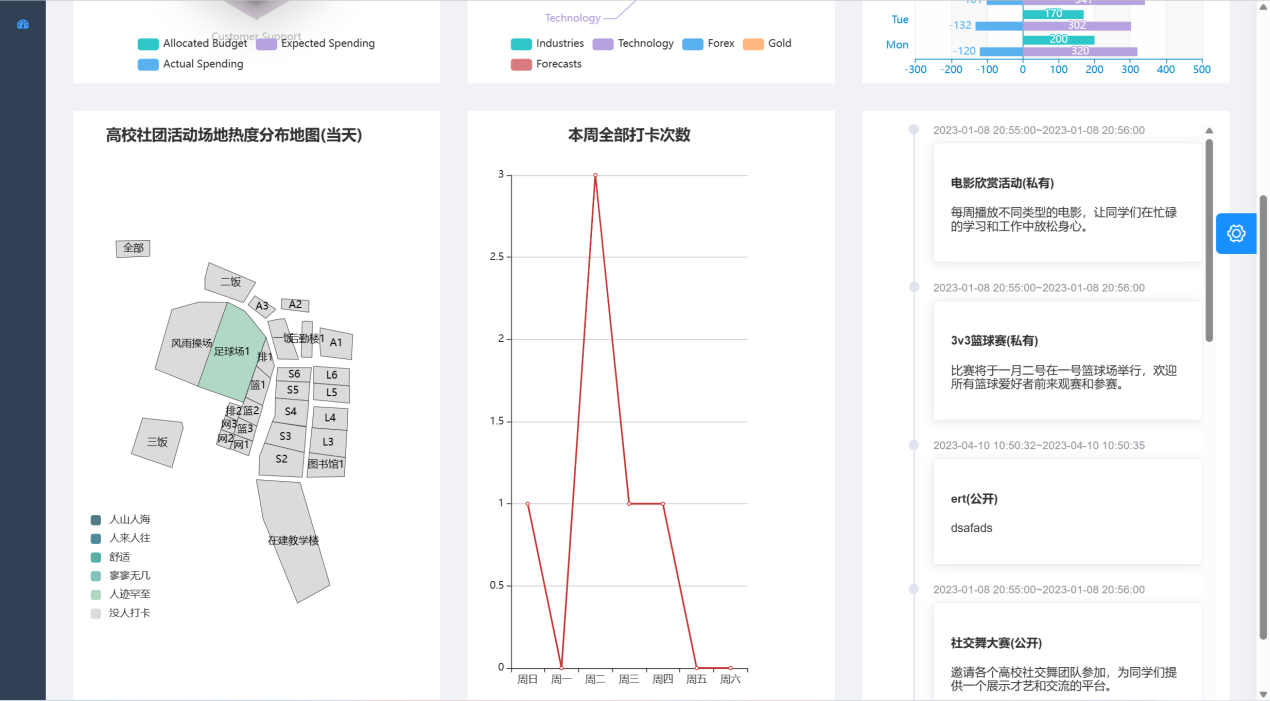 Customer Support
Allocated Budget
Expected Spending
Actual Spending
Technology
Industries
Technology
Forex
Gold
Forecasts
-101
341
170
Tue
-132
302
200
Mon
-120
320
-300
-200
-100
0
100
200
300
400
500
高校社团活动场地热度分布地图(当天)
全部
二饭
A3
A2
风雨操场
足球场1
排1
一饭
后勤楼1
A1
篮1
S6
L6
S5
L5
排2
篮2
S4
L4
网3
篮3
网2
网1
S3
L3
三饭
S2
图书馆1
在建教学楼
人山人海
人来人往
舒适
寥寥无几
人迹罕至
没人打卡
本周全部打卡次数
3
2.5
2
1.5
1
0.5
0
周日
周一
周二
周三
周四
周五
周六
2023-01-08 20:55:00~2023-01-08 20:56:00
电影欣赏活动(私有)
每周播放不同类型的电影，让同学们在忙碌
的学习和工作中放松身心。
2023-01-08 20:55:00~2023-01-08 20:56:00
3v3篮球赛(私有)
比赛将于一月二号在一号篮球场举行，欢迎
所有篮球爱好者前来观赛和参赛。
2023-04-10 10:50:32~2023-04-10 10:50:35
ert(公开)
dsafads
2023-01-08 20:55:00~2023-01-08 20:56:00
社交舞大赛(公开)
邀请各个高校社交舞团队参加，为同学们提
供一个展示才艺和交流的平台。